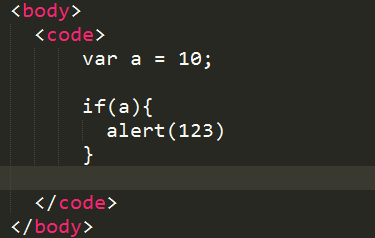 <body>
<code>
var a = 10;
if(a){
alert(123)
}
</code>
</body>